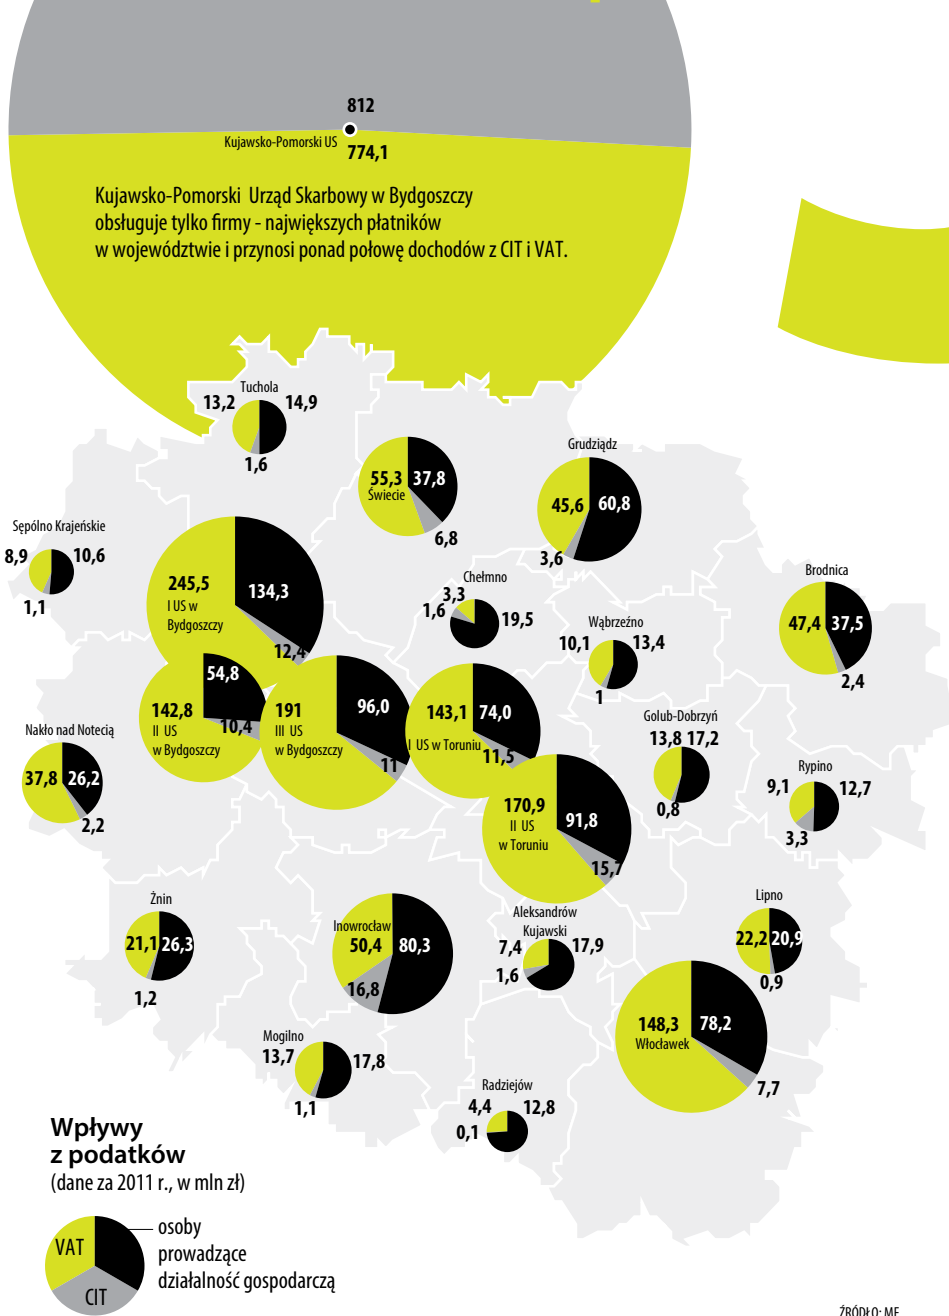 812
Kujawsko-Pomorski US
774,1
Kujawsko-Pomorski Urząd Skarbowy w Bydgoszczy
obsługuje tylko firmy - największych płatników
w województwie i przynosi ponad połowę dochodów z CIT i VAT.
Tuchola
13,2 14,9
1,6
Grudziądz
45,6 60,8
3,6
55,3 37,8
Świecie
6,8
Sępólno Krajeńskie
8,9 10,6
1,1
245,5
134,3
I US w
Bydgoszczy
12,4
Chełmno
3,3
1,6 19,5
Brodnica
47,4 37,5
2,4
Wąbrzeźno
10,1 13,4
1
54,8
142,8
10,4
II US
w Bydgoszczy
191
96,0
III US
w Bydgoszczy
11
143,1 74,0
I US w Toruniu
11,5
Golub-Dobrzyń
13,8 17,2
0,8
Nakło nad Notecią
37,8 26,2
2,2
Rypino
9,1 12,7
3,3
170,9
91,8
II US
w Toruniu
15,7
Żnin
21,1 26,3
1,2
Inowrocław
50,4 80,3
16,8
Aleksandrów
Kujawski
7,4 17,9
1,6
Lipno
22,2 20,9
0,9
148,3 78,2
Włocławek
7,7
Mogilno
13,7 17,8
1,1
Radziejów
4,4 12,8
0,1
Wpływy
z podatków
(dane za 2011 r., w mln zł)
VAT
CIT
osoby
prowadzące
działalność gospodarczą
ŹRÓDŁO: MF